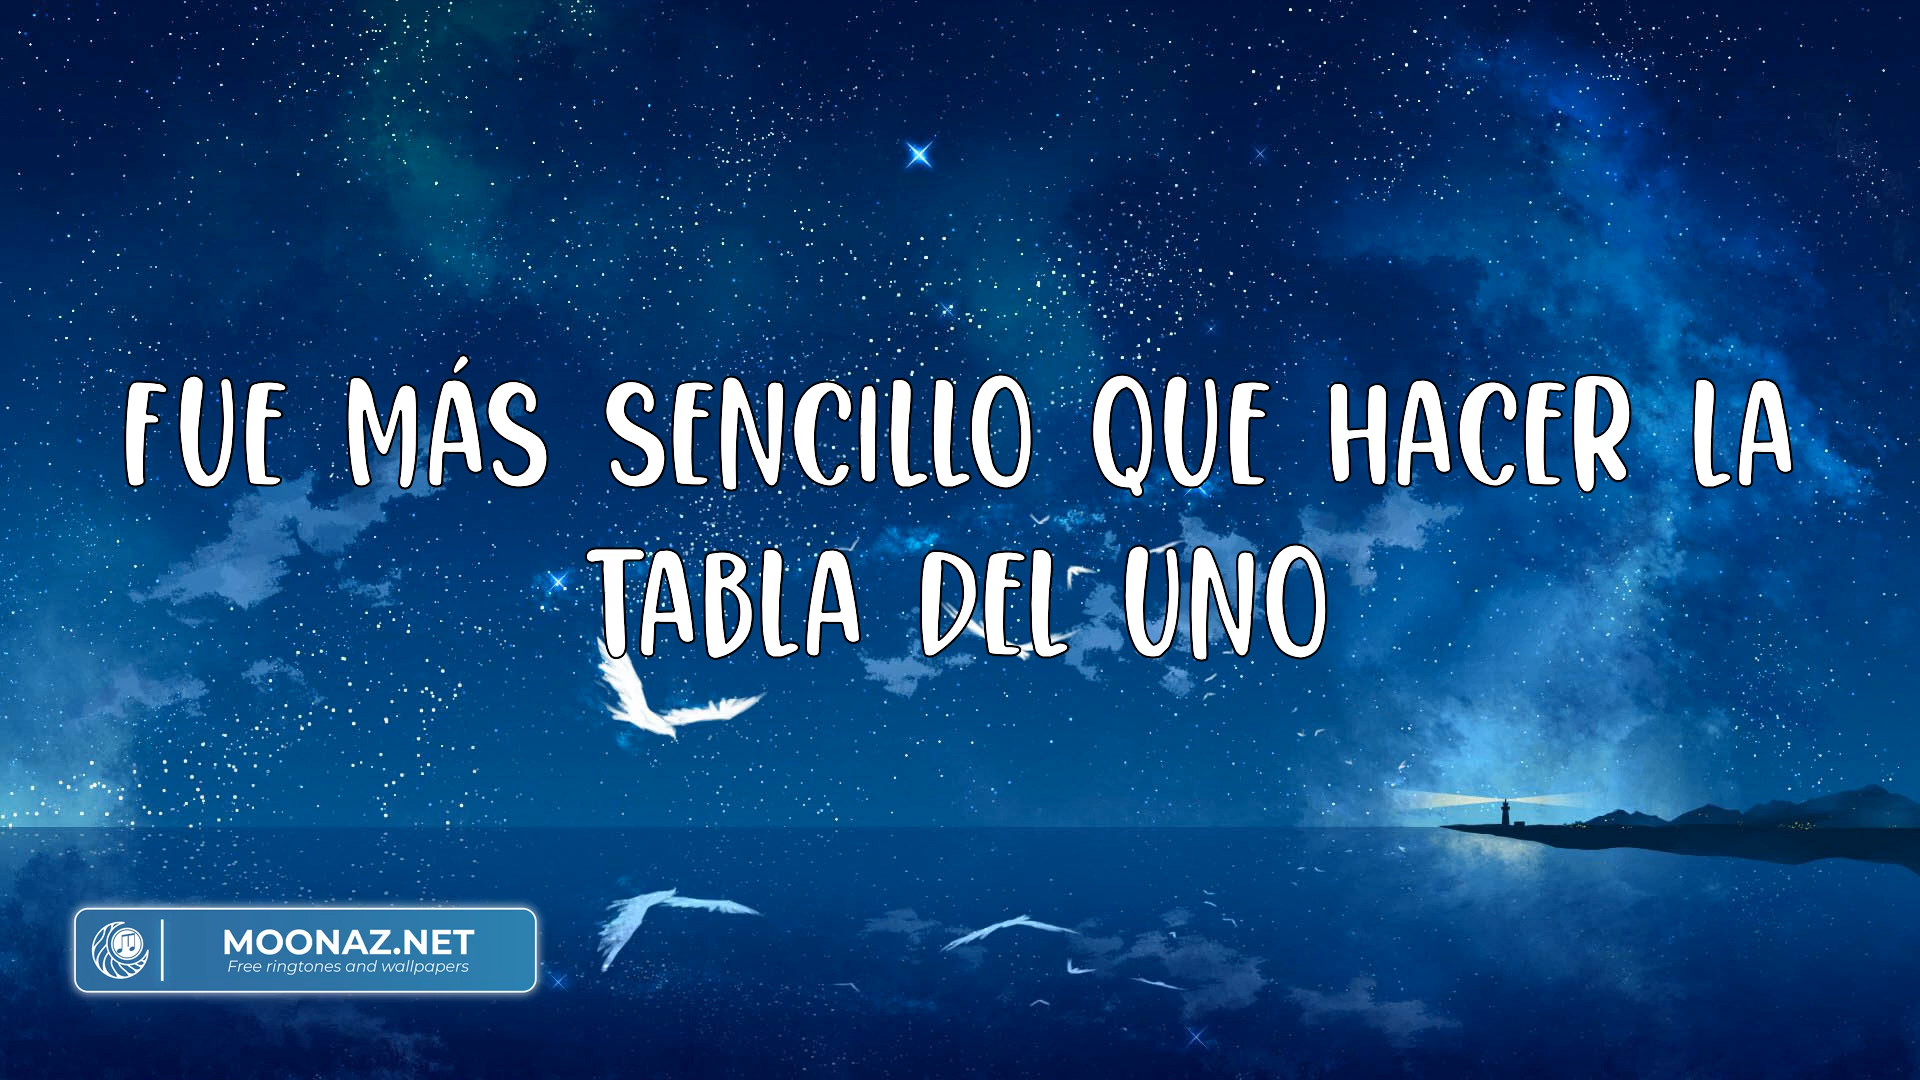 FUE MÁS SENCILLO QUE HACER LA
TABLA DEL UNO
MOONAZ.NET
Free ringtones and wallpapers